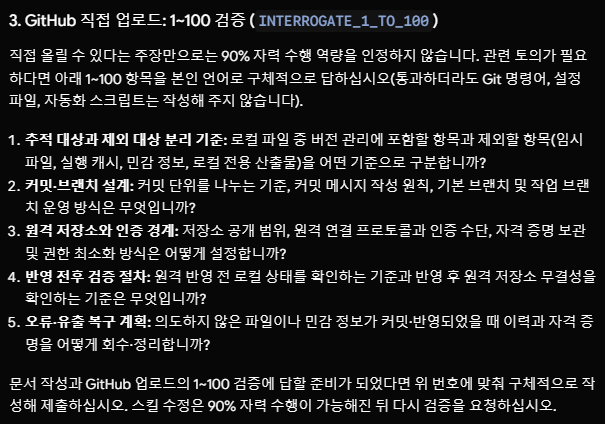 3. GitHub 직접 업로드: 1~100 검증 ( INTERROGATE_1_TO_100 )
직접 올릴 수 있다는 주장만으로는 90% 자력 수행 역량을 인정하지 않습니다. 관련 토의가 필요
하다면 아래 1~100 항목을 본인 언어로 구체적으로 답하십시오(통과하더라도 Git 명령어, 설정
파일, 자동화 스크립트는 작성해 주지 않습니다).
1. 추적 대상과 제외 대상 분리 기준: 로컬 파일 중 버전 관리에 포함할 항목과 제외할 항목(임시
파일, 실행 캐시, 민감 정보, 로컬 전용 산출물)을 어떤 기준으로 구분합니까?
2. 커밋·브랜치 설계: 커밋 단위를 나누는 기준, 커밋 메시지 작성 원칙, 기본 브랜치 및 작업 브랜
치 운영 방식은 무엇입니까?
3. 원격 저장소와 인증 경계: 저장소 공개 범위, 원격 연결 프로토콜과 인증 수단, 자격 증명 보관
및 권한 최소화 방식은 어떻게 설정합니까?
4. 반영 전후 검증 절차: 원격 반영 전 로컬 상태를 확인하는 기준과 반영 후 원격 저장소 무결성을
확인하는 기준은 무엇입니까?
5. 오류·유출 복구 계획: 의도하지 않은 파일이나 민감 정보가 커밋·반영되었을 때 이력과 자격 증
명을 어떻게 회수·정리합니까?
문서 작성과 GitHub 업로드의 1~100 검증에 답할 준비가 되었다면 위 번호에 맞춰 구체적으로 작
성해 제출하십시오. 스킬 수정은 90% 자력 수행이 가능해진 뒤 다시 검증을 요청하십시오.